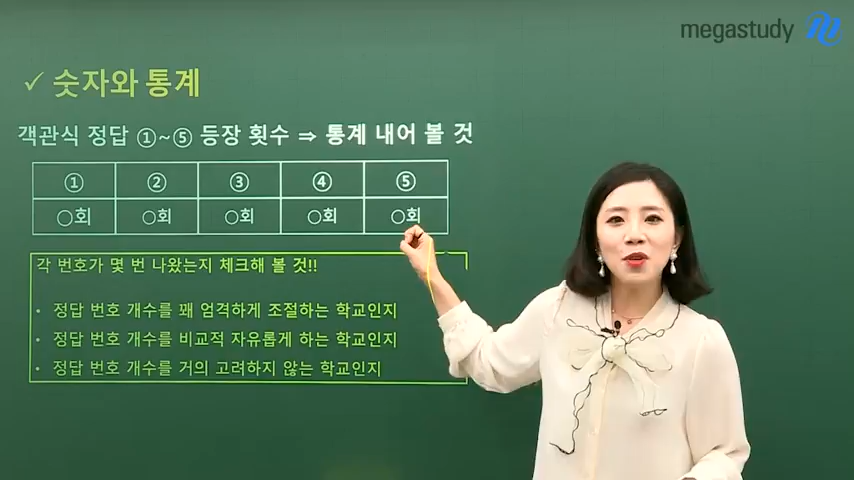 megastudy
✓ 숫자와 통계
객관식 정답 ①~⑤ 등장 횟수 ⇒ 통계 내어 볼 것
① ② ③ ④ ⑤
○회 ○회 ○회 ○회 ○회
각 번호가 몇 번 나왔는지 체크해 볼 것!!
• 정답 번호 개수를 꽤 엄격하게 조절하는 학교인지
• 정답 번호 개수를 비교적 자유롭게 하는 학교인지
• 정답 번호 개수를 거의 고려하지 않는 학교인지